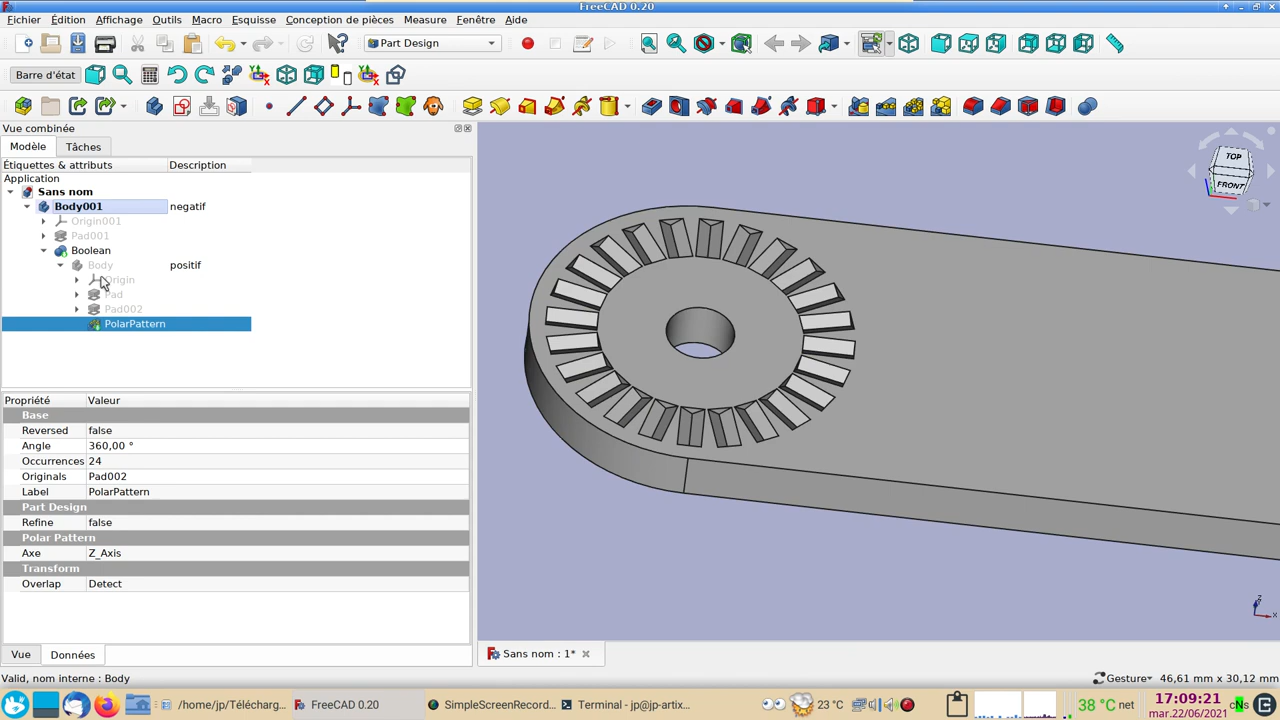 FreeCAD 0.20
Fichier Édition Affichage Outils Macro Esquisse Conception de pièces Mesure Fenêtre Aide
Part Design
Barre d'état
Vue combinée
Modèle Tâches
Étiquettes & attributs Description
Application
Sans nom
Body001 negatif
Origin001
Pad001
Boolean
Body positif
Origin
Pad
Pad002
PolarPattern
TOP
FRONT
Propriété Valeur
Base
Reversed false
Angle 360,00 °
Occurrences 24
Originals Pad002
Label PolarPattern
Part Design
Refine false
Polar Pattern
Axe Z_Axis
Transform
Overlap Detect
Z
X
Vue Données
Sans nom : 1*
Valid, nom interne : Body
Gesture 46,61 mm x 30,12 mm
/home/jp/Télécharg...
FreeCAD 0.20
SimpleScreenRecord...
Terminal - jp@jp-artix...
23 °C
38 °C net
17:09:21
mar.22/06/2021
cNs